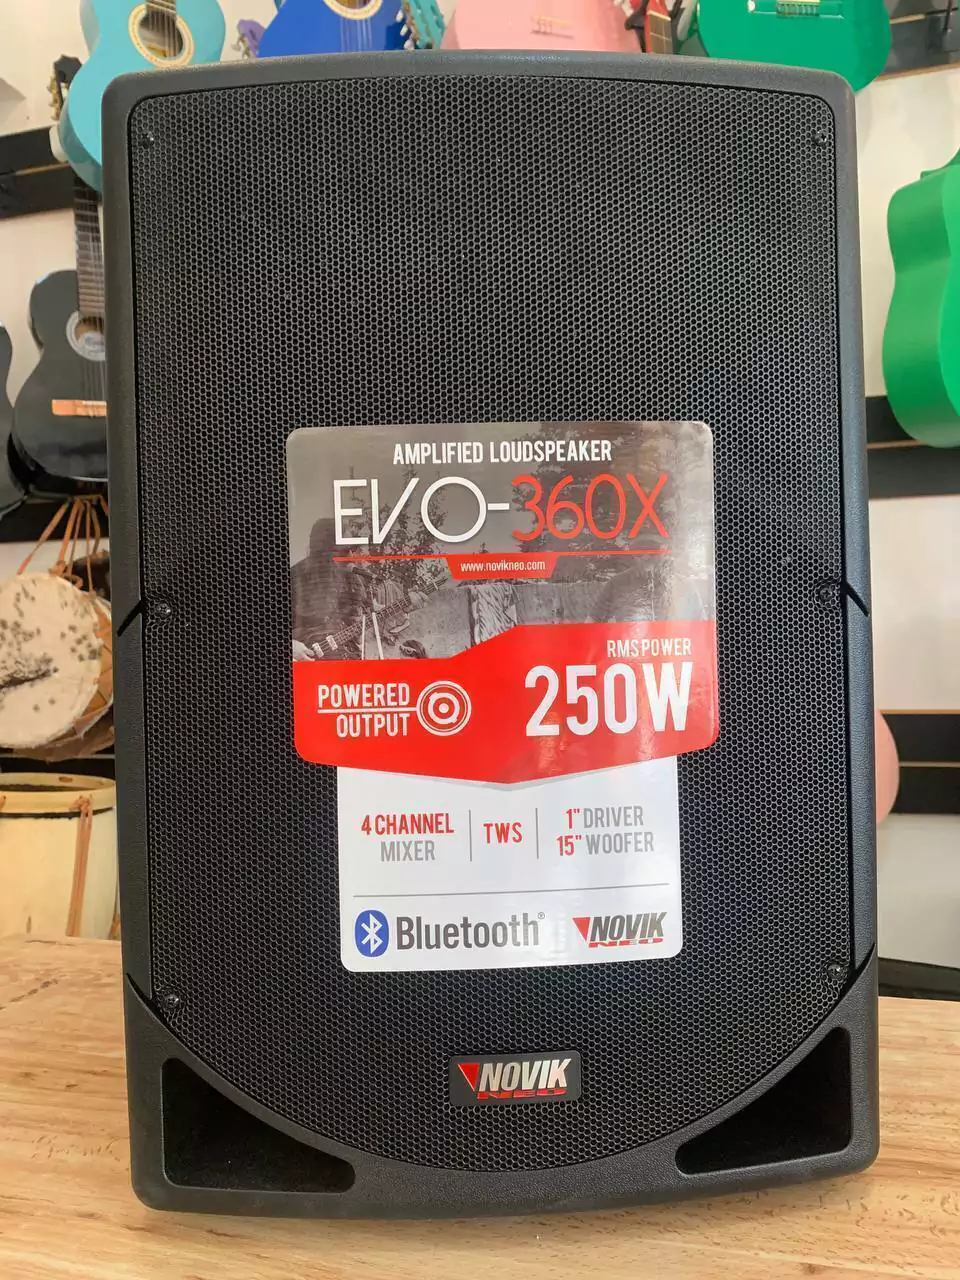 AMPLIFIED LOUDSPEAKER
EVO-360X
www.novikneo.com
RMS POWER
250W
POWERED
OUTPUT
4 CHANNEL
MIXER
TWS
1" DRIVER
15" WOOFER
Bluetooth®
NOVIK
NEO
NOVIK
NEO